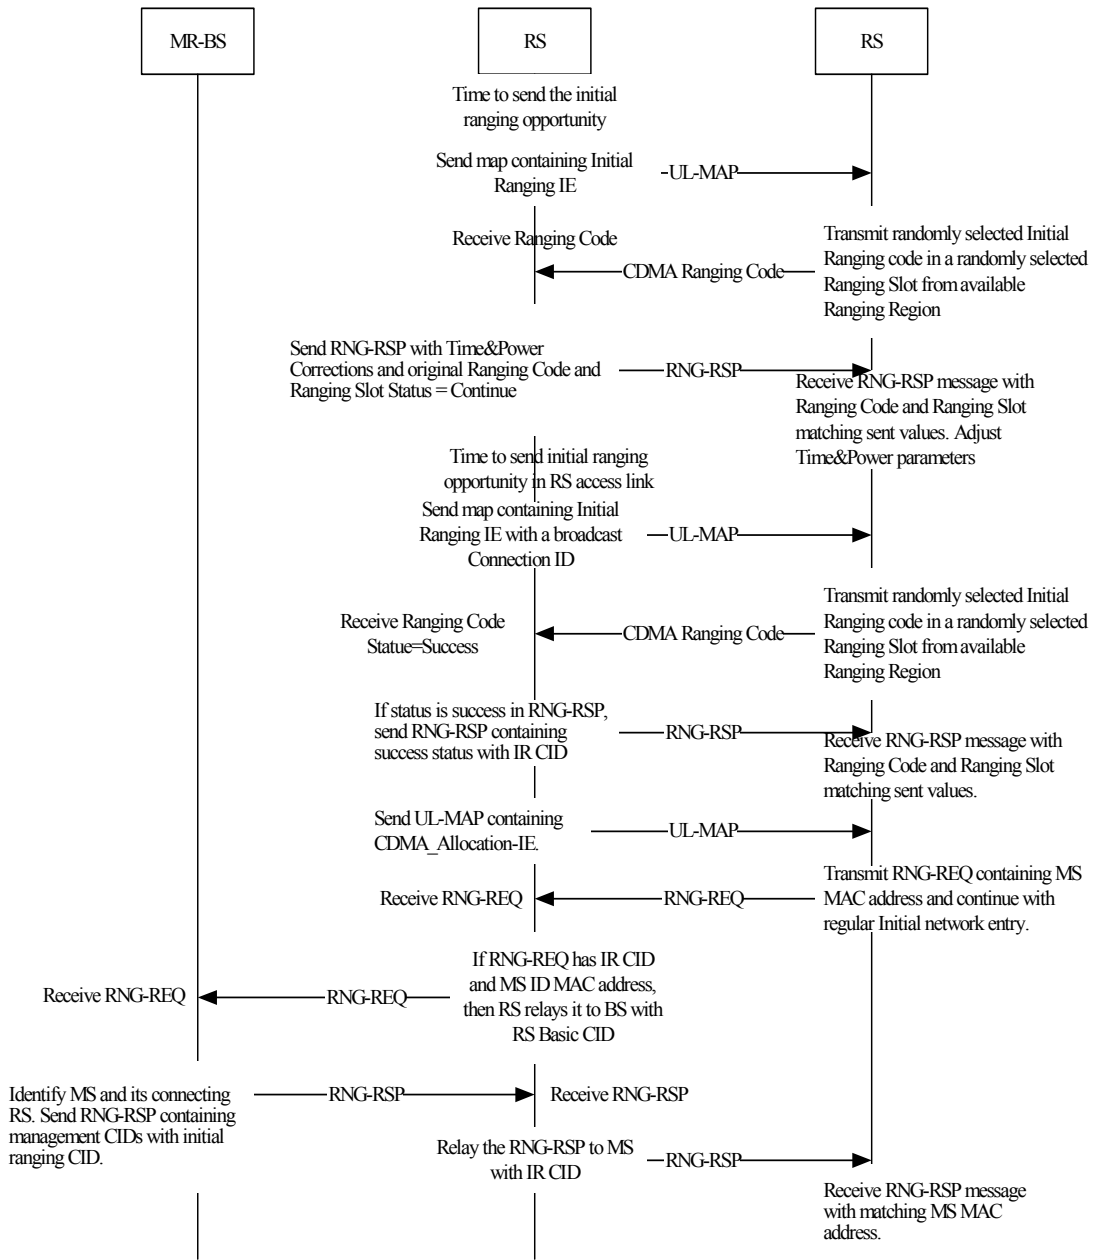 MR-BS
RS
RS
Time to send the initial
ranging opportunity
Send map containing Initial
Ranging IE
UL-MAP
Receive Ranging Code
CDMA Ranging Code
Transmit randomly selected Initial
Ranging code in a randomly selected
Ranging Slot from available
Ranging Region
Send RNG-RSP with Time&Power
Corrections and original Ranging Code and
Ranging Slot Status = Continue
RNG-RSP
Receive RNG-RSP message with
Ranging Code and Ranging Slot
matching sent values. Adjust
Time&Power parameters
Time to send initial ranging
opportunity in RS access link
Send map containing Initial
Ranging IE with a broadcast
Connection ID
UL-MAP
Receive Ranging Code
Statue=Success
CDMA Ranging Code
Transmit randomly selected Initial
Ranging code in a randomly selected
Ranging Slot from available
Ranging Region
If status is success in RNG-RSP,
send RNG-RSP containing
success status with IR CID
RNG-RSP
Receive RNG-RSP message with
Ranging Code and Ranging Slot
matching sent values.
Send UL-MAP containing
CDMA_Allocation-IE.
UL-MAP
Receive RNG-REQ
RNG-REQ
Transmit RNG-REQ containing MS
MAC address and continue with
regular Initial network entry.
If RNG-REQ has IR CID
and MS ID MAC address,
then RS relays it to BS with
RS Basic CID
Receive RNG-REQ
RNG-REQ
Identify MS and its connecting
RS. Send RNG-RSP containing
management CIDs with initial
ranging CID.
RNG-RSP
Receive RNG-RSP
Relay the RNG-RSP to MS
with IR CID
RNG-RSP
Receive RNG-RSP message
with matching MS MAC
address.